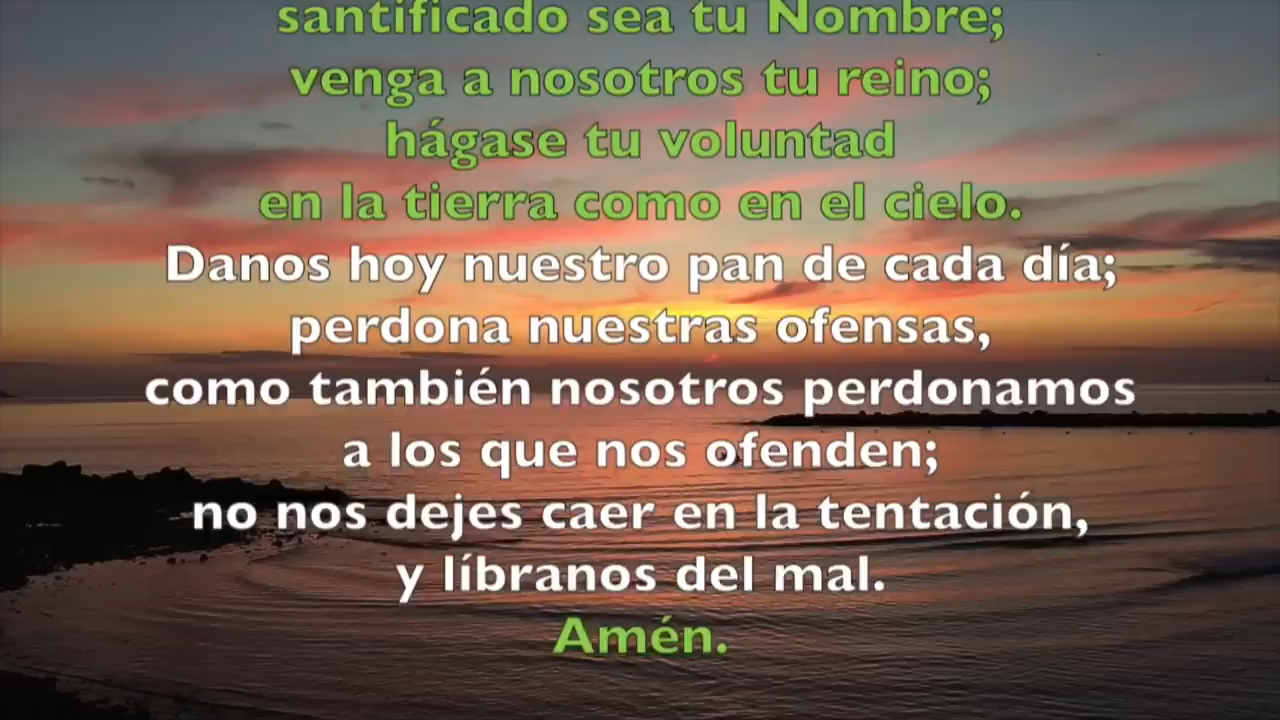 santificado sea tu Nombre;
venga a nosotros tu reino;
hágase tu voluntad
en la tierra como en el cielo.
Danos hoy nuestro pan de cada día;
perdona nuestras ofensas,
como también nosotros perdonamos
a los que nos ofenden;
no nos dejes caer en la tentación,
y líbranos del mal.
Amén.